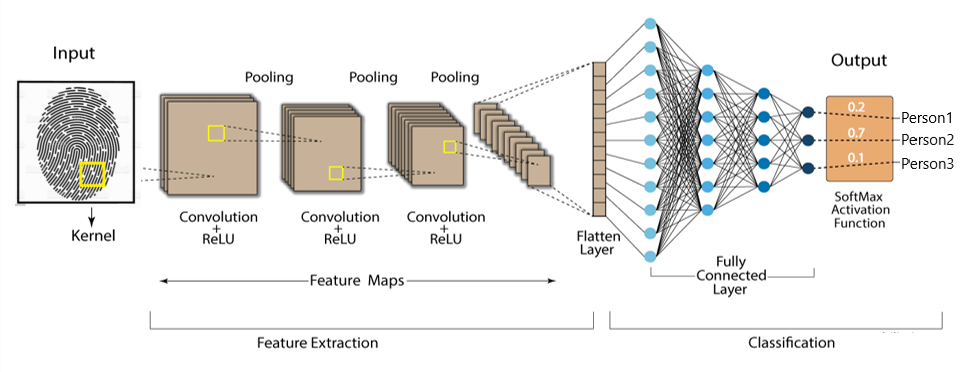 Input
Pooling
Pooling
Pooling
Output
0.2
Person1
0.7
Person2
0.1
Person3
Kernel
Convolution
+
ReLU
Convolution
+
ReLU
Convolution
+
ReLU
Flatten
Layer
SoftMax
Activation
Function
Fully
Connected
Layer
Feature Maps
Feature Extraction
Classification